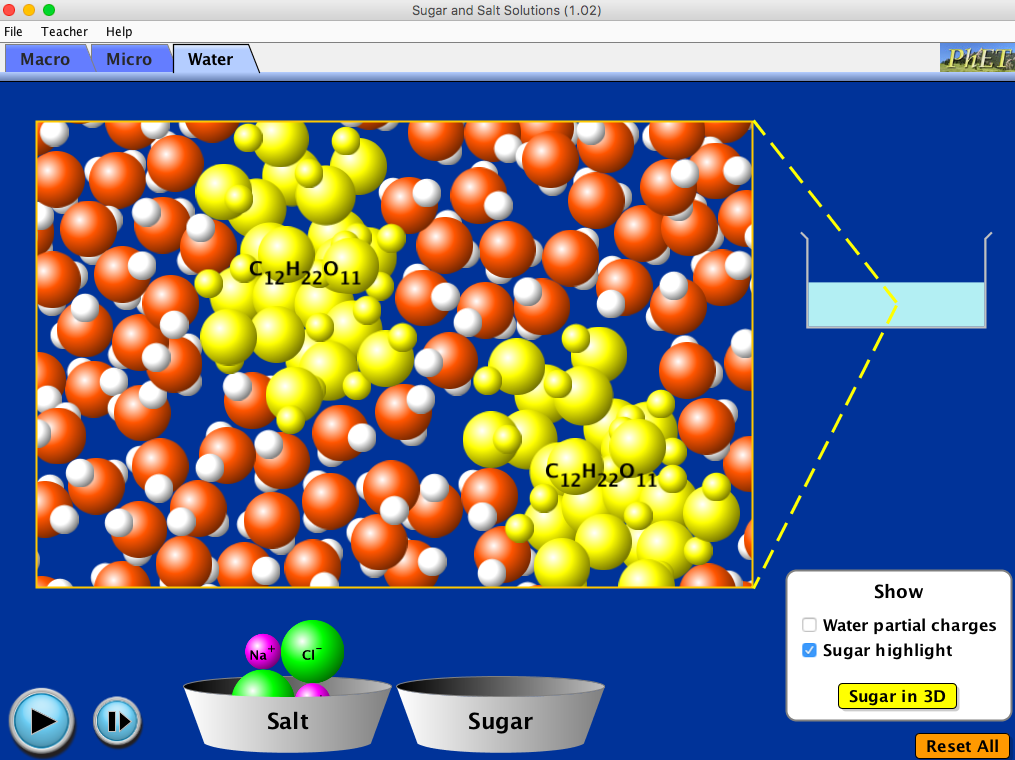 Sugar and Salt Solutions (1.02)
File Teacher Help
Macro Micro Water
PhET
C12H22O11
C12H22O11
Show
Water partial charges
Sugar highlight
Sugar in 3D
Na+ Cl−
Salt Sugar
Reset All